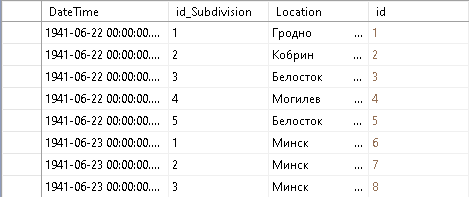 DateTime id_Subdivision Location id
1941-06-22 00:00:00.... 1 Гродно ... 1
1941-06-22 00:00:00.... 2 Кобрин ... 2
1941-06-22 00:00:00.... 3 Белосток ... 3
1941-06-22 00:00:00.... 4 Могилев ... 4
1941-06-22 00:00:00.... 5 Белосток ... 5
1941-06-23 00:00:00.... 1 Минск ... 6
1941-06-23 00:00:00.... 2 Минск ... 7
1941-06-23 00:00:00.... 3 Минск ... 8